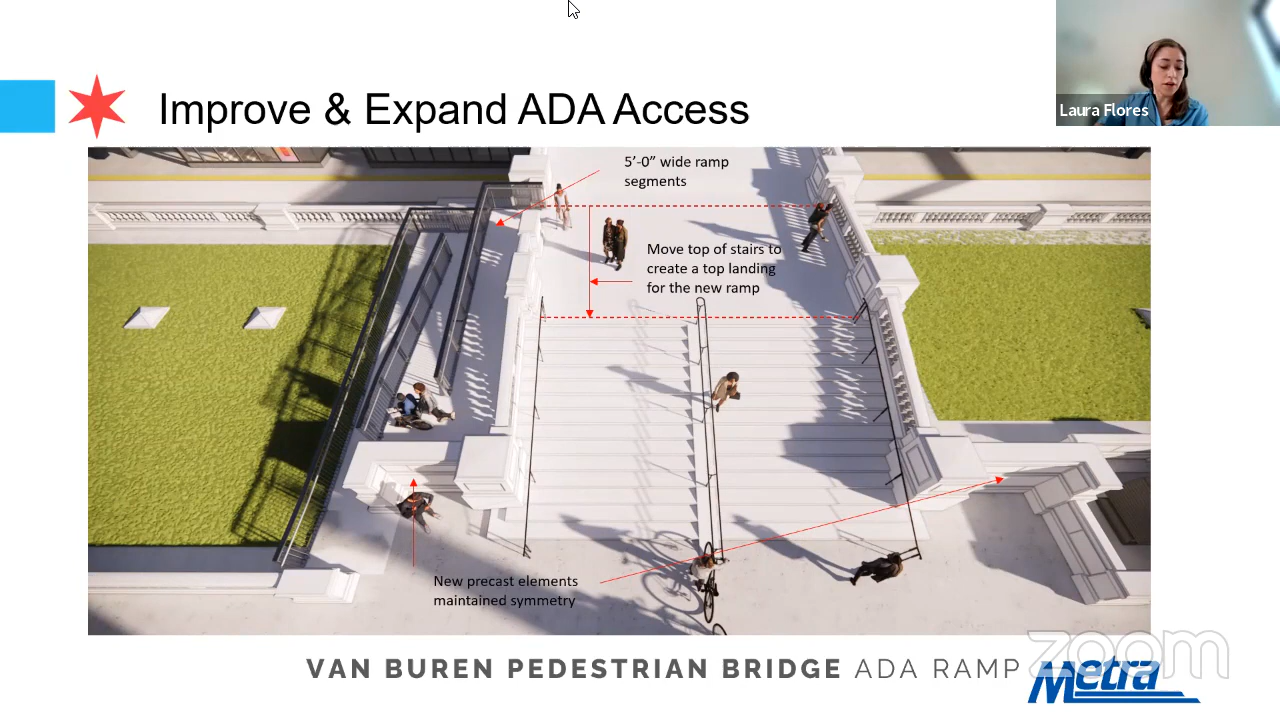 Laura Flores
Improve & Expand ADA Access
5’-0” wide ramp
segments
Move top of stairs to
create a top landing
for the new ramp
New precast elements
maintained symmetry
VAN BUREN PEDESTRIAN BRIDGE ADA RAMP
zoom
Metra